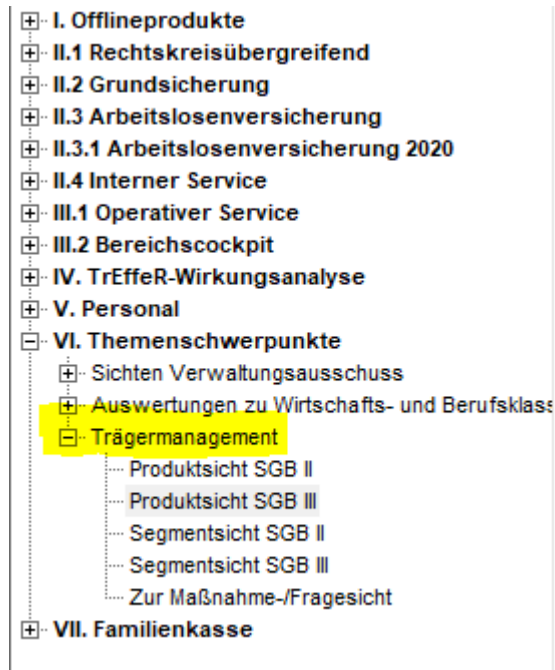 I. Offlineprodukte
II.1 Rechtskreisübergreifend
II.2 Grundsicherung
II.3 Arbeitslosenversicherung
II.3.1 Arbeitslosenversicherung 2020
II.4 Interner Service
III.1 Operativer Service
III.2 Bereichscockpit
IV. TrEffeR-Wirkungsanalyse
V. Personal
VI. Themenschwerpunkte
Sichten Verwaltungsausschuss
Auswertungen zu Wirtschafts- und Berufsklass
Trägermanagement
Produktsicht SGB II
Produktsicht SGB III
Segmentsicht SGB II
Segmentsicht SGB III
Zur Maßnahme-/Fragesicht
VII. Familienkasse